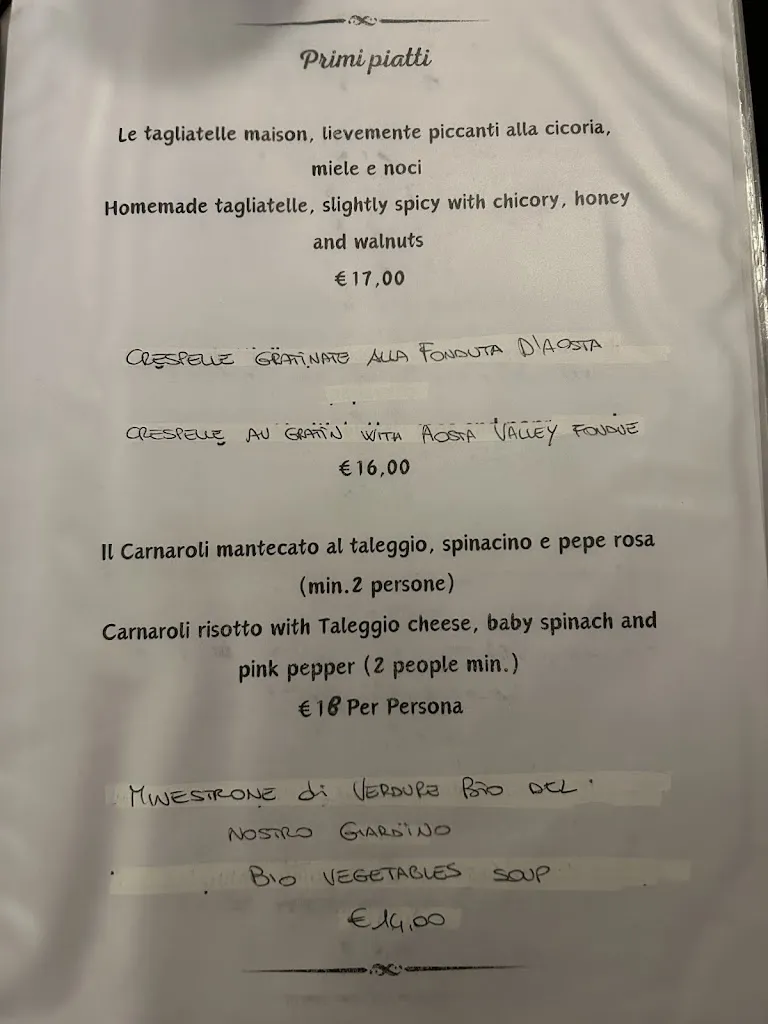 Primi piatti
Le tagliatelle maison, lievemente piccanti alla cicoria,
miele e noci
Homemade tagliatelle, slightly spicy with chicory, honey
and walnuts
€17,00
CRESPELLE GRATINATE ALLA FONDUTA D'AOSTA
CRESPELLE AU GRATIN WITH AOSTA VALLEY FONDUE
€16,00
Il Carnaroli mantecato al taleggio, spinacino e pepe rosa
(min.2 persone)
Carnaroli risotto with Taleggio cheese, baby spinach and
pink pepper (2 people min.)
€ Per Persona
MINESTRONE di VERDURE BIO DEL
NOSTRO GIARDINO
BIO VEGETABLES SOUP
€14,00